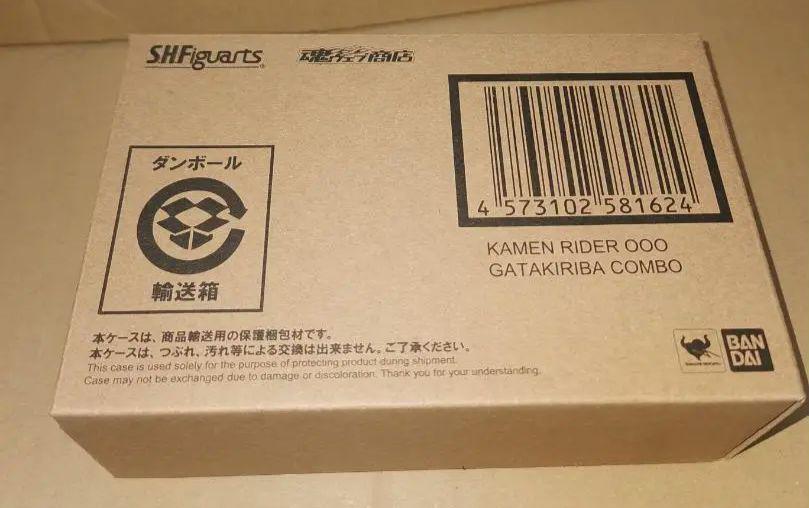 S.H.Figuarts
魂ウェブ商店
4 573102 581624
KAMEN RIDER OOO
GATAKIRIBA COMBO
ダンボール
輸送箱
本ケースは、商品輸送用の保護梱包材です。
本ケースは、つぶれ、汚れ等による交換は出来ません。ご了承ください。
This case is used solely for the purpose of protecting product during shipment.
Case may not be exchanged due to damage or discoloration. Thank you for your understanding.
BAN
DAI